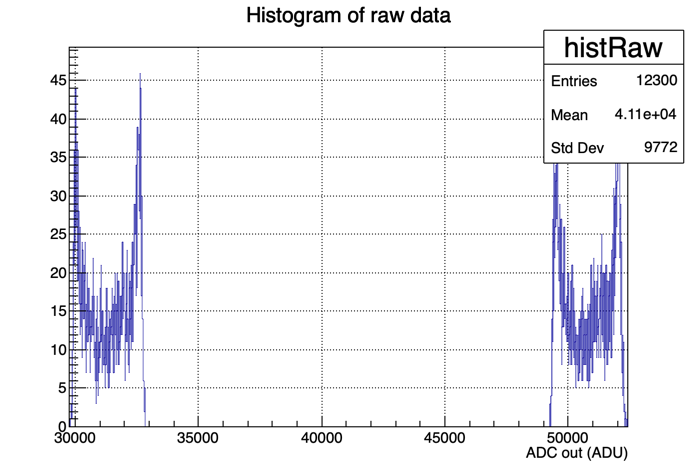 Histogram of raw data
histRaw
Entries 12300
Mean 4.11e+04
Std Dev 9772
45
40
35
30
25
20
15
10
5
0
30000 35000 40000 45000 50000
ADC out (ADU)